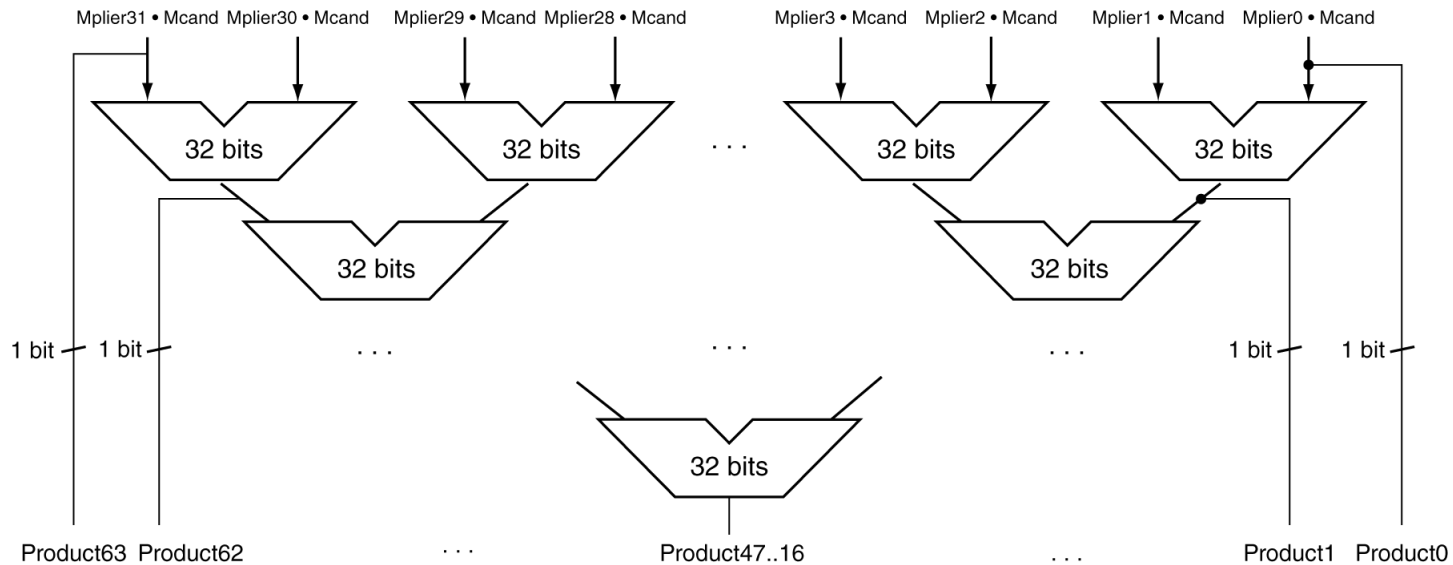 Mplier31 • Mcand Mplier30 • Mcand Mplier29 • Mcand Mplier28 • Mcand Mplier3 • Mcand Mplier2 • Mcand Mplier1 • Mcand Mplier0 • Mcand
32 bits 32 bits . . . 32 bits 32 bits
32 bits 32 bits
1 bit 1 bit . . . . . . . . . 1 bit 1 bit
32 bits
Product63 Product62 . . . Product47..16 . . . Product1 Product0